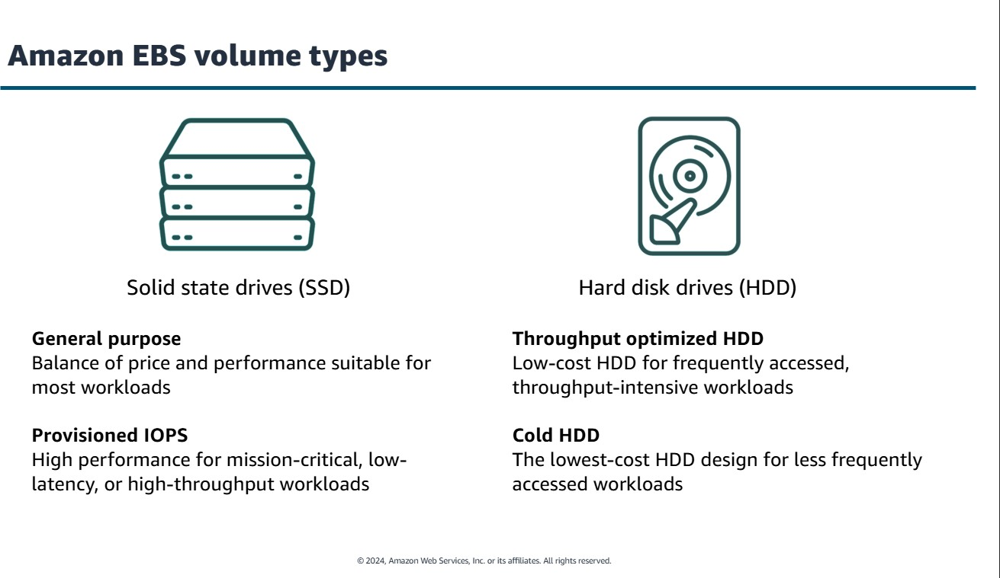 Amazon EBS volume types
Solid state drives (SSD)
General purpose
Balance of price and performance suitable for
most workloads
Provisioned IOPS
High performance for mission-critical, low-
latency, or high-throughput workloads
Hard disk drives (HDD)
Throughput optimized HDD
Low-cost HDD for frequently accessed,
throughput-intensive workloads
Cold HDD
The lowest-cost HDD design for less frequently
accessed workloads
© 2024, Amazon Web Services, Inc. or its affiliates. All rights reserved.